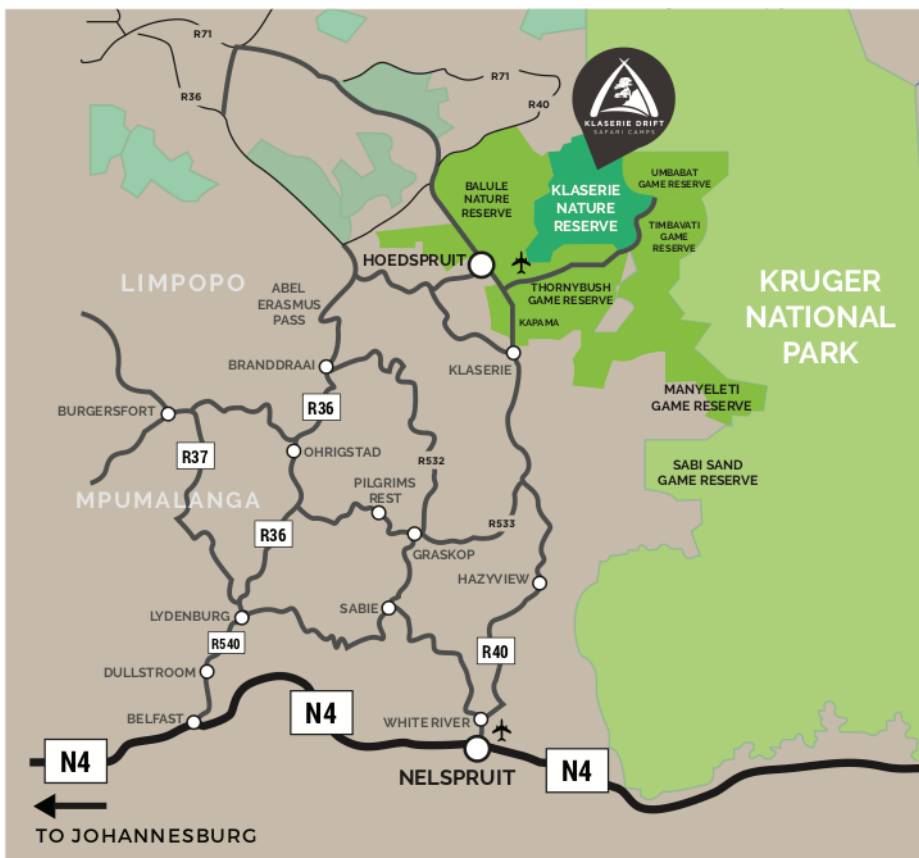 R71
R71
R36
R40
KLASERIE DRIFT
SAFARI CAMPS
BALULE
NATURE
RESERVE
KLASERIE
NATURE
RESERVE
UMBABAT
GAME RESERVE
TIMBAVATI
GAME
RESERVE
HOEDSPRUIT
LIMPOPO
ABEL
ERASMUS
PASS
THORNYBUSH
GAME RESERVE
KAPAMA
KRUGER
NATIONAL
PARK
BRANDDRAAI
KLASERIE
MANYELETI
GAME RESERVE
BURGERSFORT
R36
OHRIGSTAD
R37
R532
SABI SAND
GAME RESERVE
MPUMALANGA
PILGRIMS
REST
R36
R533
GRASKOP
HAZYVIEW
LYDENBURG
SABIE
R540
R40
DULLSTROOM
BELFAST
N4
WHITE RIVER
N4
NELSPRUIT
N4
TO JOHANNESBURG